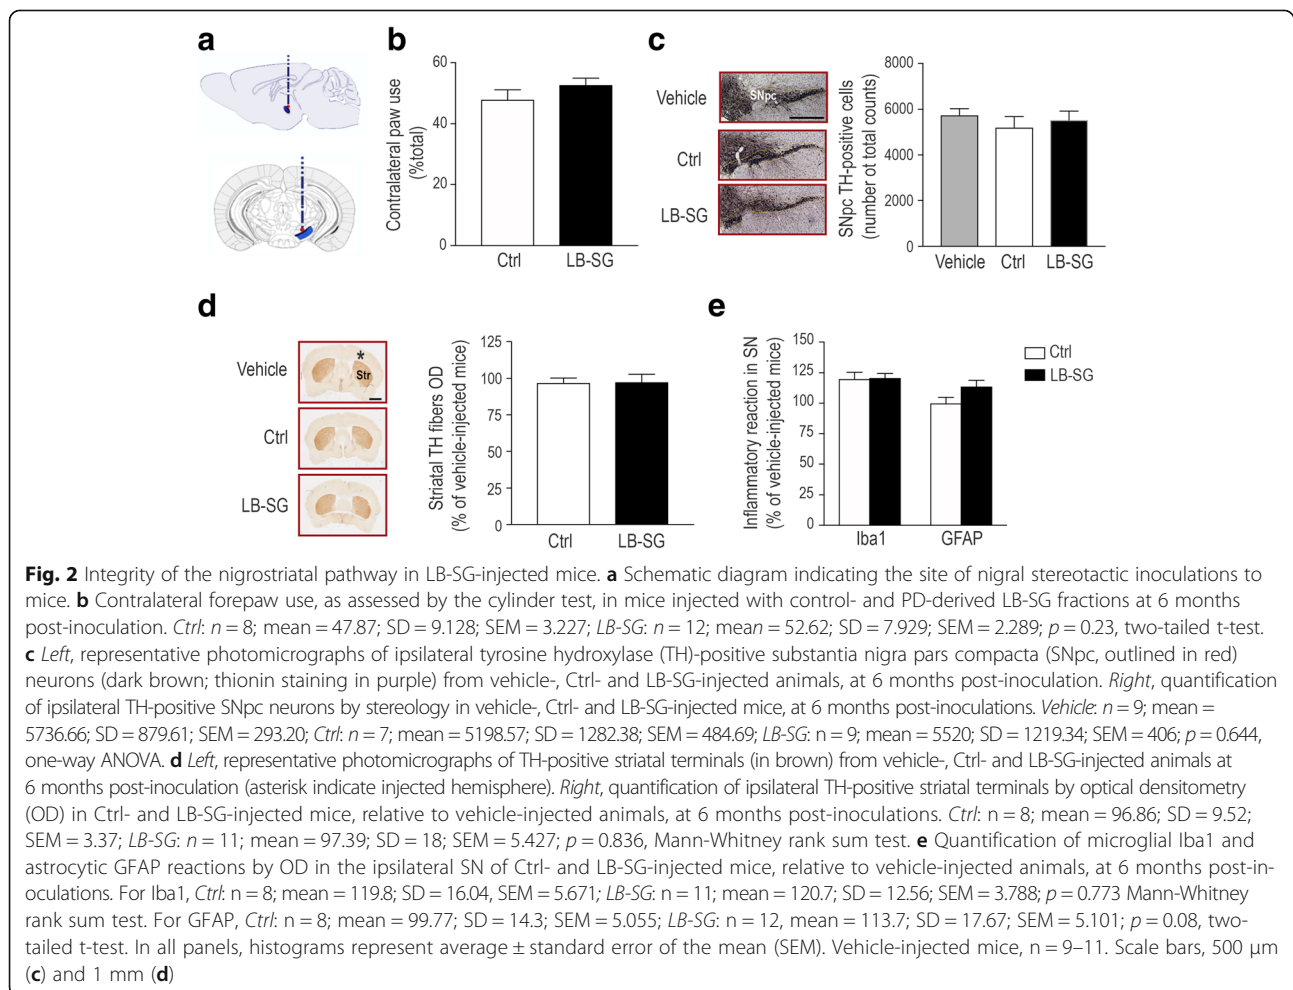 a
b
Contralateral paw use
(%total)
60
40
20
0
Ctrl
LB-SG
c
Vehicle
SNpc
Ctrl
LB-SG
SNpc TH-positive cells
(number ot total counts)
8000
6000
4000
2000
0
Vehicle
Ctrl
LB-SG
d
Vehicle
*
Str
Ctrl
LB-SG
Striatal TH fibers OD
(% of vehicle-injected mice)
125
100
75
50
25
0
Ctrl
LB-SG
e
Inflammatory reaction in SN
(% of vehicle-injected mice)
150
125
100
75
50
25
0
Iba1
GFAP
Ctrl
LB-SG
Fig. 2 Integrity of the nigrostriatal pathway in LB-SG-injected mice. a Schematic diagram indicating the site of nigral stereotactic inoculations to
mice. b Contralateral forepaw use, as assessed by the cylinder test, in mice injected with control- and PD-derived LB-SG fractions at 6 months
post-inoculation. Ctrl: n = 8; mean = 47.87; SD = 9.128; SEM = 3.227; LB-SG: n = 12; mean = 52.62; SD = 7.929; SEM = 2.289; p = 0.23, two-tailed t-test.
c Left, representative photomicrographs of ipsilateral tyrosine hydroxylase (TH)-positive substantia nigra pars compacta (SNpc, outlined in red)
neurons (dark brown; thionin staining in purple) from vehicle-, Ctrl- and LB-SG-injected animals, at 6 months post-inoculation. Right, quantification
of ipsilateral TH-positive SNpc neurons by stereology in vehicle-, Ctrl- and LB-SG-injected mice, at 6 months post-inoculations. Vehicle: n = 9; mean =
5736.66; SD = 879.61; SEM = 293.20; Ctrl: n = 7; mean = 5198.57; SD = 1282.38; SEM = 484.69; LB-SG: n = 9; mean = 5520; SD = 1219.34; SEM = 406; p = 0.644,
one-way ANOVA. d Left, representative photomicrographs of TH-positive striatal terminals (in brown) from vehicle-, Ctrl- and LB-SG-injected animals at
6 months post-inoculation (asterisk indicate injected hemisphere). Right, quantification of ipsilateral TH-positive striatal terminals by optical densitometry
(OD) in Ctrl- and LB-SG-injected mice, relative to vehicle-injected animals, at 6 months post-inoculations. Ctrl: n = 8; mean = 96.86; SD = 9.52;
SEM = 3.37; LB-SG: n = 11; mean = 97.39; SD = 18; SEM = 5.427; p = 0.836, Mann-Whitney rank sum test. e Quantification of microglial Iba1 and
astrocytic GFAP reactions by OD in the ipsilateral SN of Ctrl- and LB-SG-injected mice, relative to vehicle-injected animals, at 6 months post-in-
oculations. For Iba1, Ctrl: n = 8; mean = 119.8; SD = 16.04, SEM = 5.671; LB-SG: n = 11; mean = 120.7; SD = 12.56; SEM = 3.788; p = 0.773 Mann-Whitney
rank sum test. For GFAP, Ctrl: n = 8; mean = 99.77; SD = 14.3; SEM = 5.055; LB-SG: n = 12, mean = 113.7; SD = 17.67; SEM = 5.101; p = 0.08, two-
tailed t-test. In all panels, histograms represent average ± standard error of the mean (SEM). Vehicle-injected mice, n = 9–11. Scale bars, 500 μm
(c) and 1 mm (d)